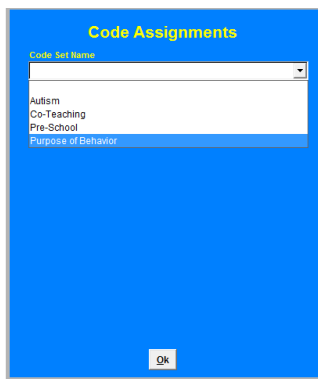 Code Assignments
Code Set Name
Autism
Co-Teaching
Pre-School
Purpose of Behavior
Ok